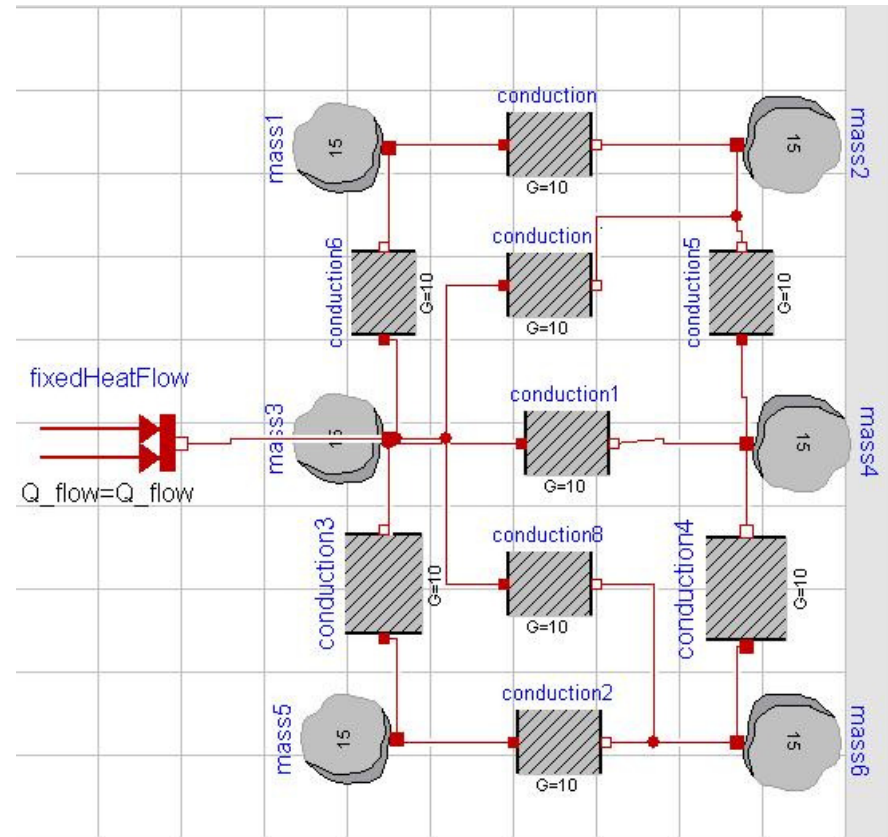 conduction
mass1
15
15
mass2
G=10
conduction
conduction6
G=10
G=10
conduction5
G=10
fixedHeatFlow
mass3
15
conduction1
15
mass4
G=10
Q_flow=Q_flow
conduction3
G=10
conduction8
G=10
conduction4
G=10
conduction2
mass5
15
15
mass6
G=10